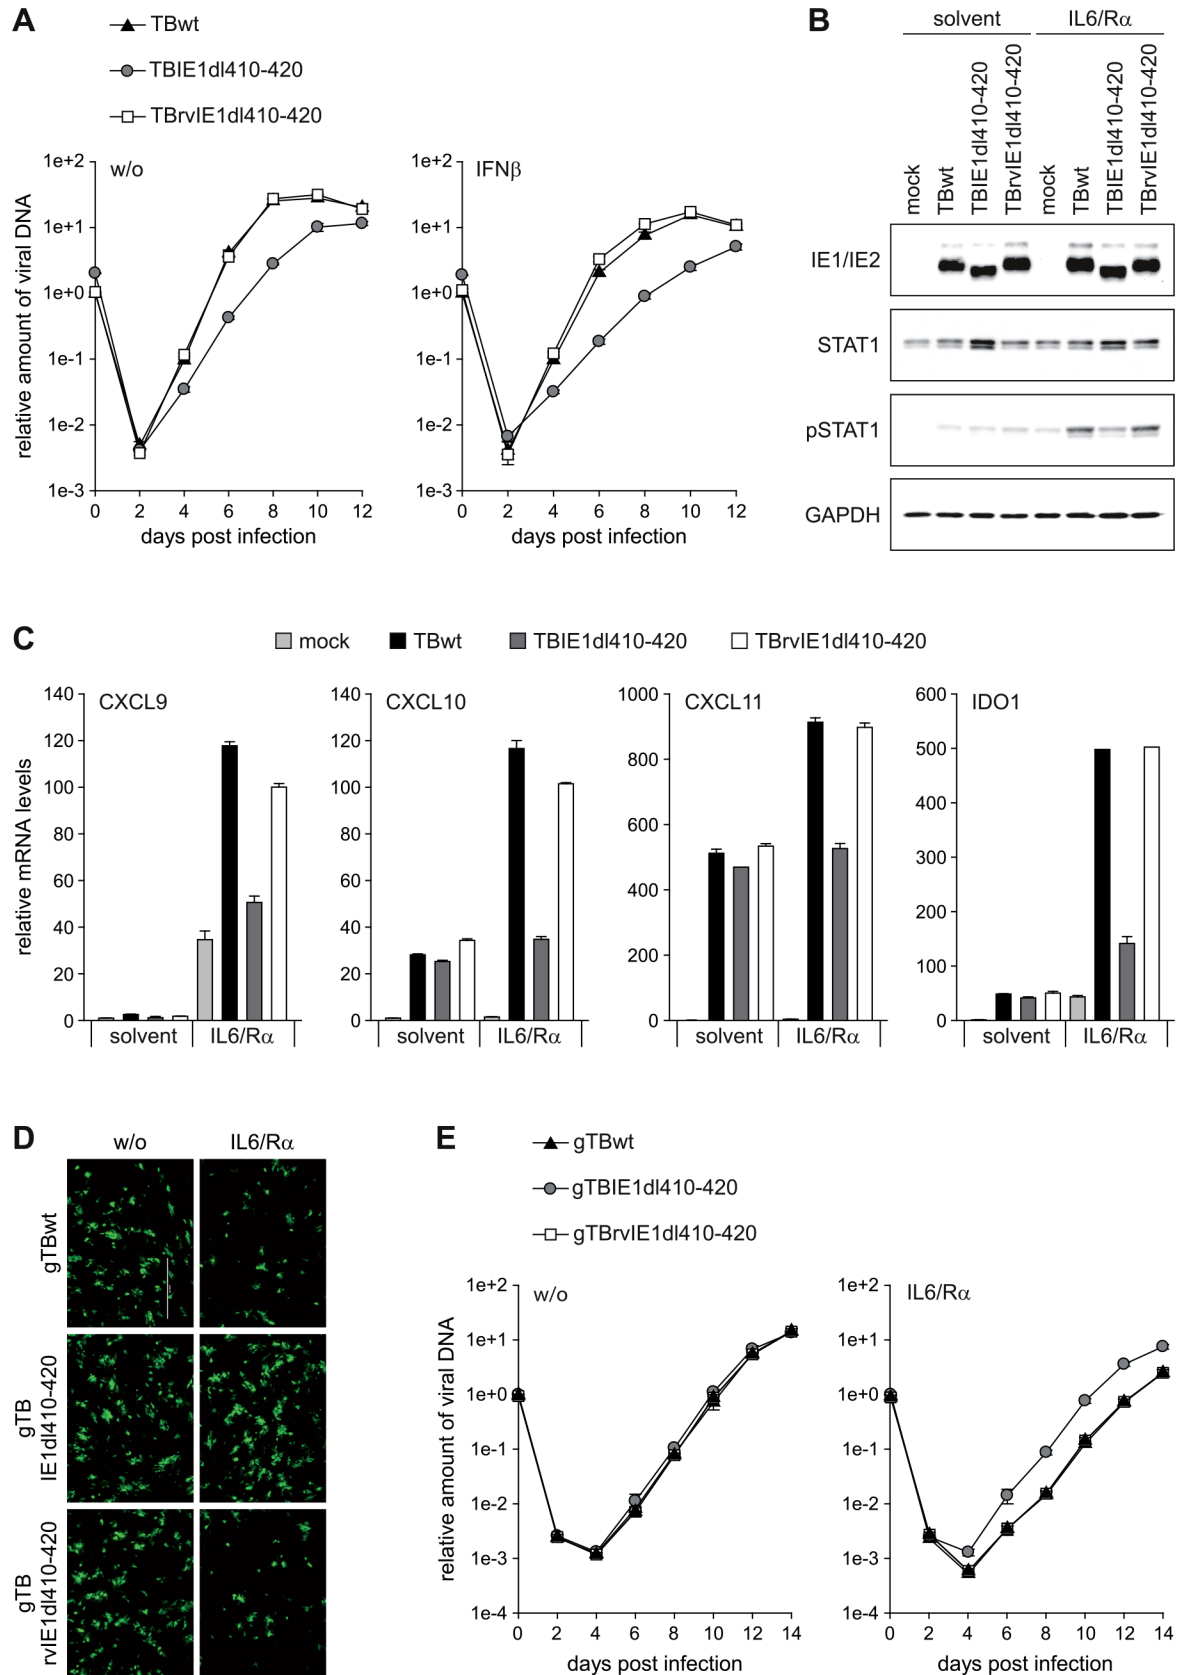 A
TBwt
TBIE1dl410-420
TBrvIE1dl410-420
relative amount of viral DNA
1e+2
1e+1
1e+0
1e-1
1e-2
1e-3
w/o
0 2 4 6 8 10 12
days post infection
1e+2
1e+1
1e+0
1e-1
1e-2
1e-3
IFNβ
0 2 4 6 8 10 12
days post infection
B
solvent IL6/Rα
mock TBwt TBIE1dl410-420 TBrvIE1dl410-420 mock TBwt TBIE1dl410-420 TBrvIE1dl410-420
IE1/IE2
STAT1
pSTAT1
GAPDH
C
mock TBwt TBIE1dl410-420 TBrvIE1dl410-420
relative mRNA levels
140
120
100
80
60
40
20
0
CXCL9
solvent IL6/Rα
140
120
100
80
60
40
20
0
CXCL10
solvent IL6/Rα
1000
800
600
400
200
0
CXCL11
solvent IL6/Rα
600
500
400
300
200
100
0
IDO1
solvent IL6/Rα
D
w/o IL6/Rα
gTBwt
gTB
IE1dl410-420
gTB
rvIE1dl410-420
E
gTBwt
gTBIE1dl410-420
gTBrvIE1dl410-420
relative amount of viral DNA
1e+2
1e+1
1e+0
1e-1
1e-2
1e-3
1e-4
w/o
0 2 4 6 8 10 12 14
days post infection
1e+2
1e+1
1e+0
1e-1
1e-2
1e-3
1e-4
IL6/Rα
0 2 4 6 8 10 12 14
days post infection